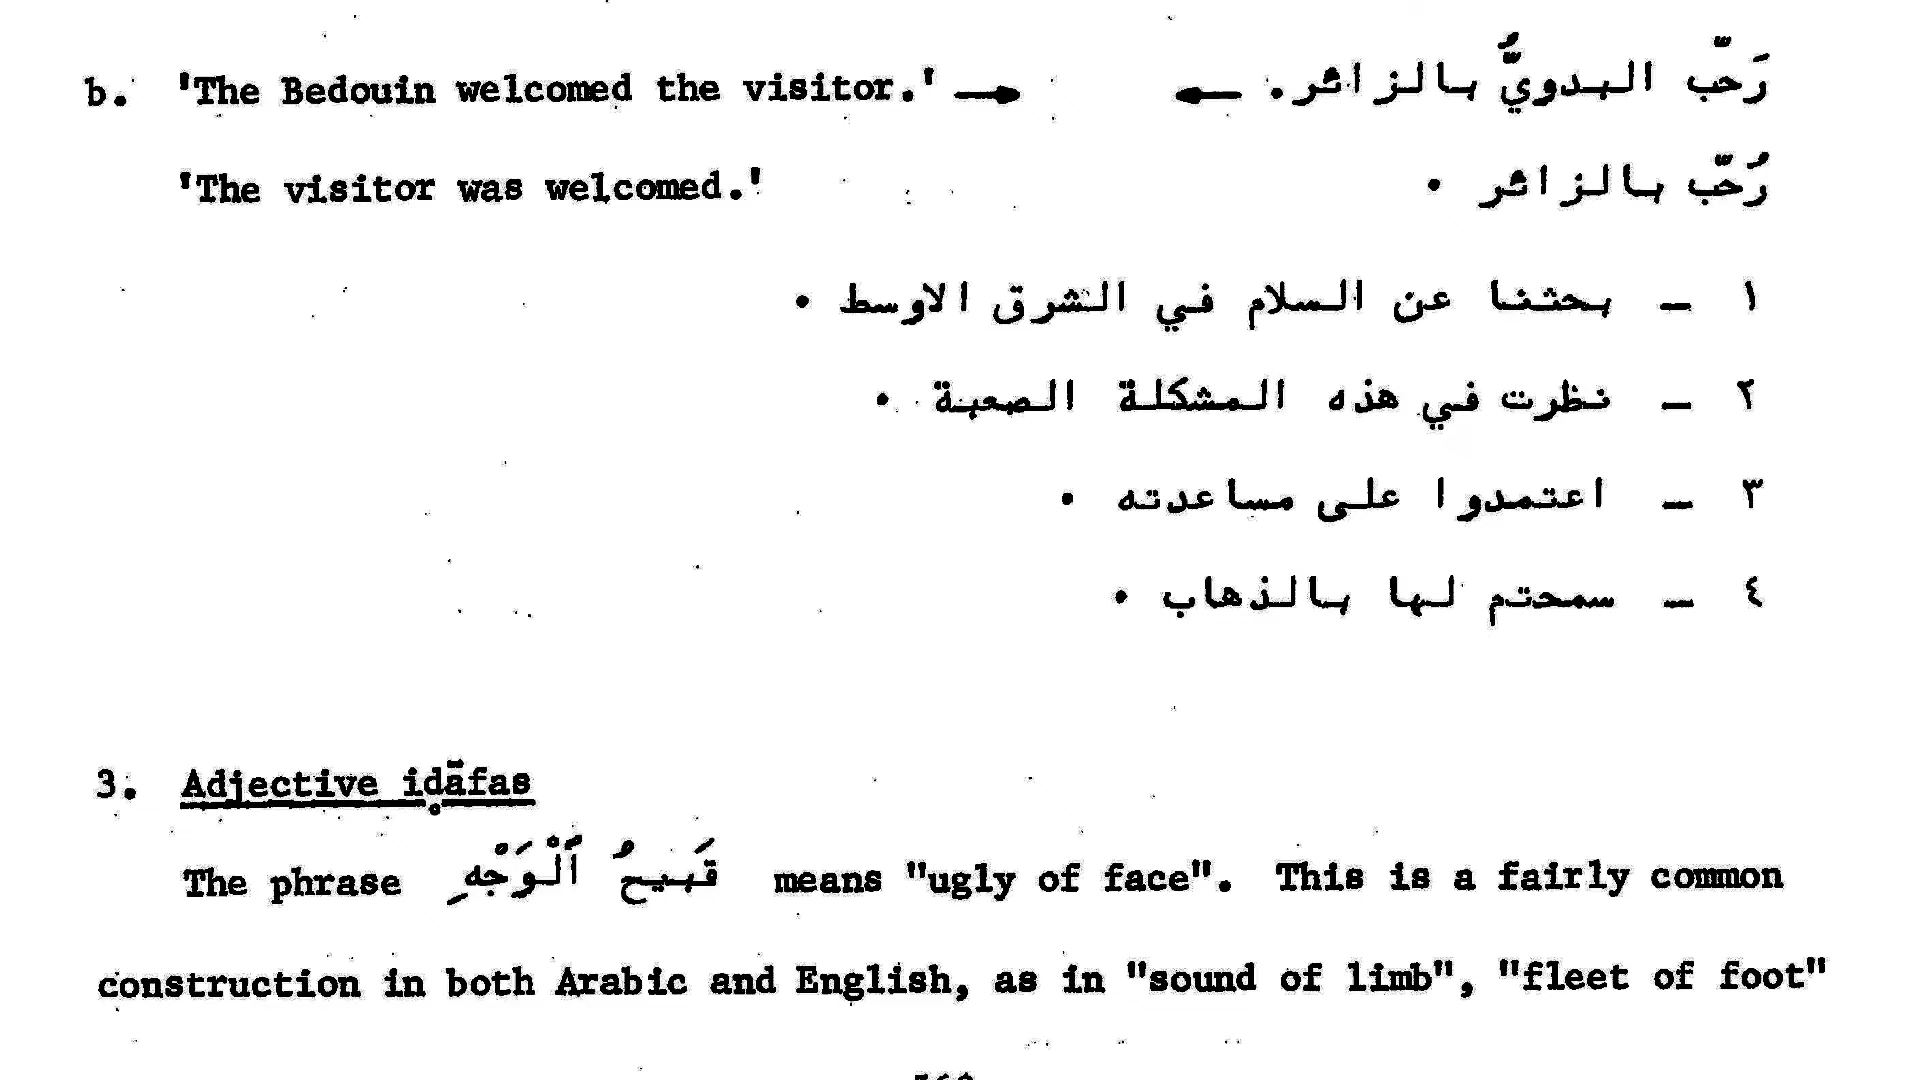 b. 'The Bedouin welcomed the visitor.' → ← رَحّب البدويُّ بالزائر.
'The visitor was welcomed.' رُحّب بالزائر .
١ - بحثنا عن السلام في الشرق الاوسط .
٢ - نظرت في هذه المشكلة الصعبة .
٣ - اعتمدوا على مساعدته .
٤ - سمحتم لها بالذهاب .
3. Adjective iḍāfas
The phrase قَبيحُ ٱلْوَجْهِ means "ugly of face". This is a fairly common
construction in both Arabic and English, as in "sound of limb", "fleet of foot"